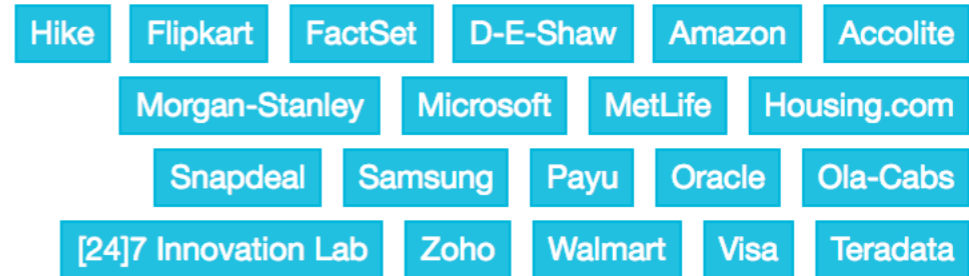 Hike Flipkart FactSet D-E-Shaw Amazon Accolite
Morgan-Stanley Microsoft MetLife Housing.com
Snapdeal Samsung Payu Oracle Ola-Cabs
[24]7 Innovation Lab Zoho Walmart Visa Teradata